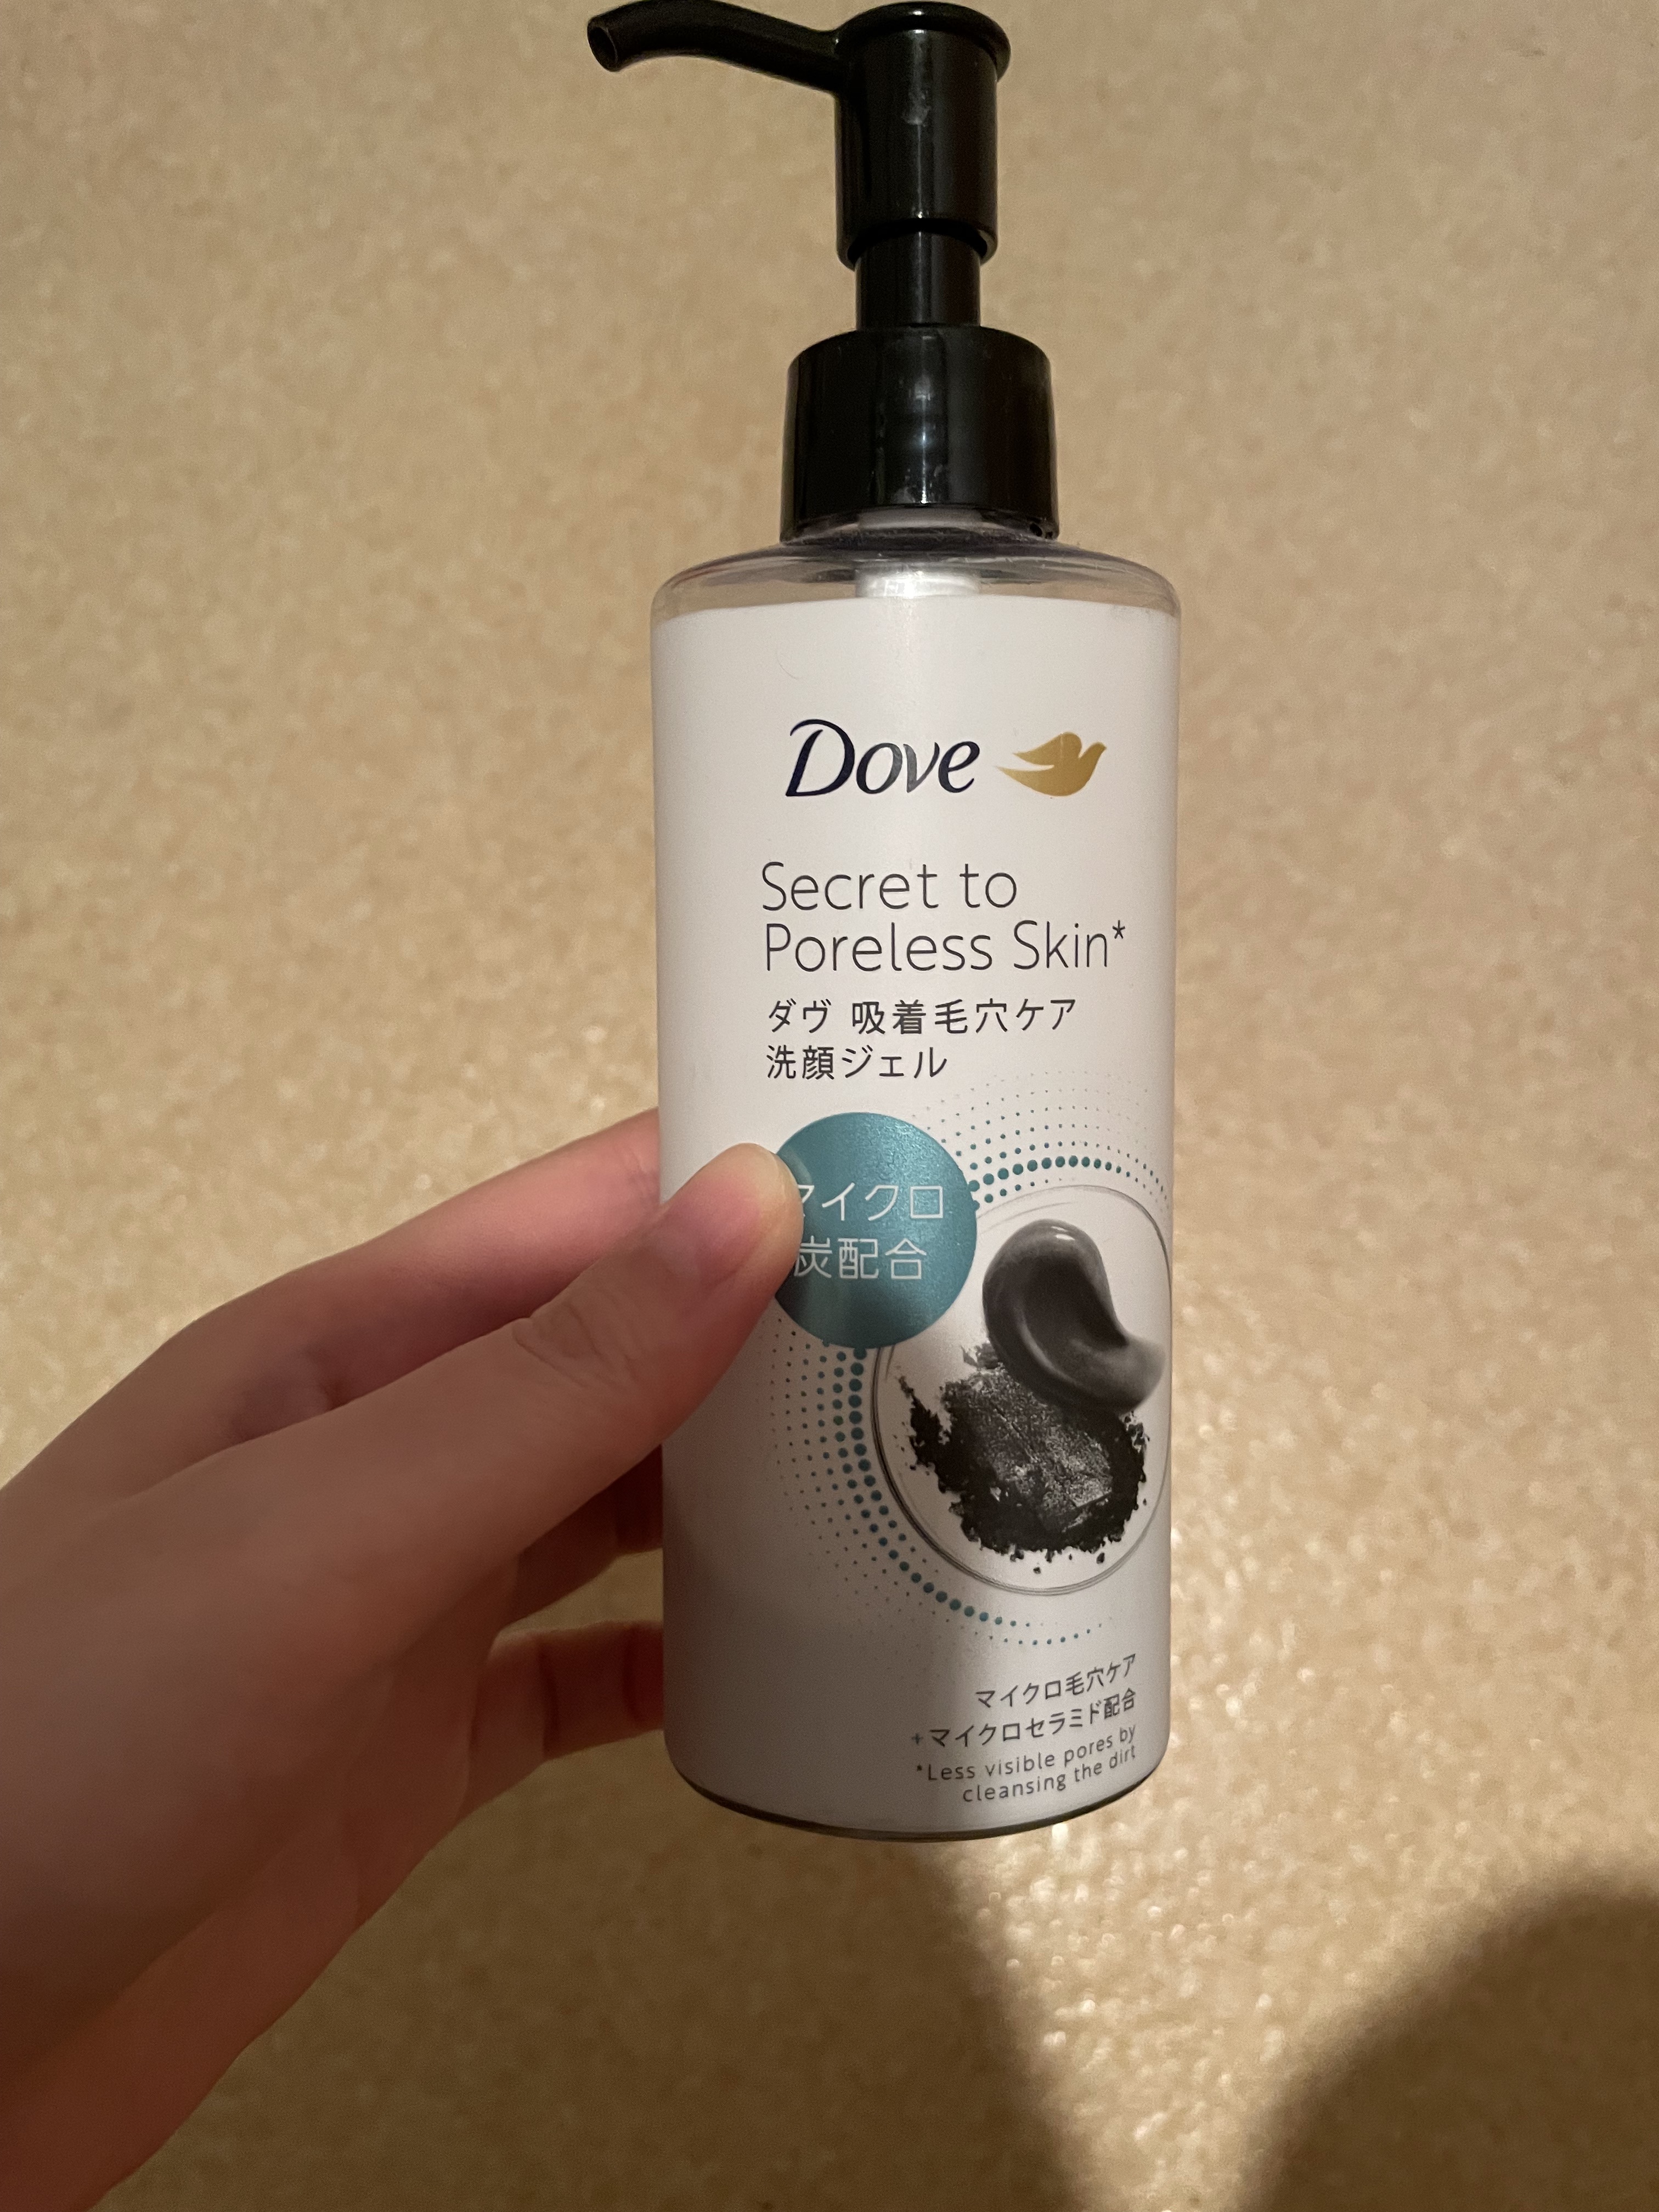 Dove
Secret to
Poreless Skin*
ダヴ 吸着毛穴ケア
洗顔ジェル
マイクロ
炭配合
マイクロ毛穴ケア
+マイクロセラミド配合
*Less visible pores by
cleansing the dirt